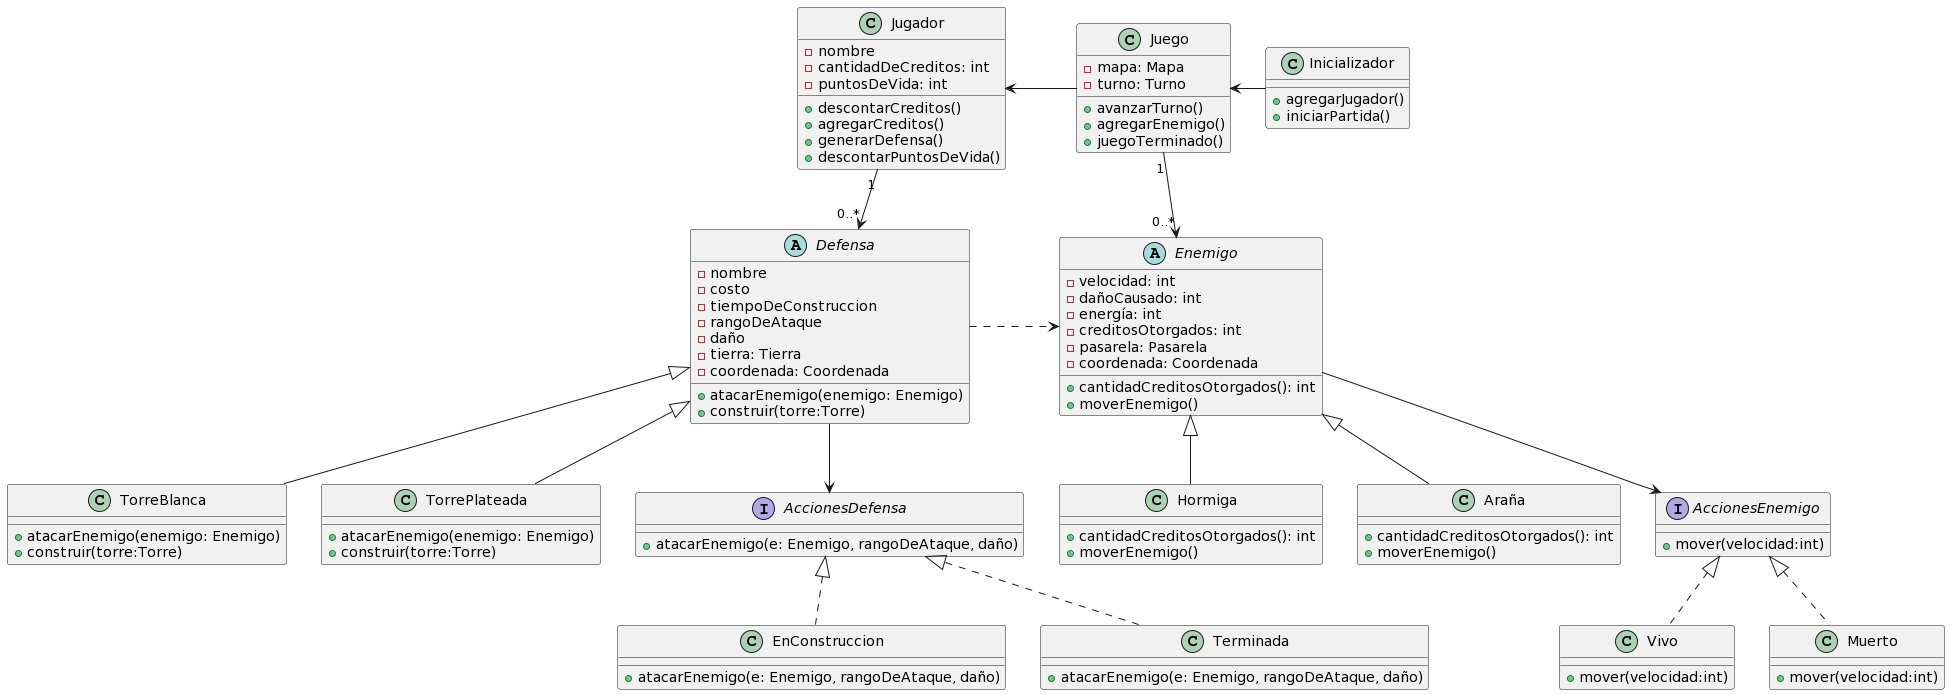 C Jugador
nombre
cantidadDeCreditos: int
puntosDeVida: int
descontarCreditos()
agregarCreditos()
generarDefensa()
descontarPuntosDeVida()
C Juego
mapa: Mapa
turno: Turno
avanzarTurno()
agregarEnemigo()
juegoTerminado()
C Inicializador
agregarJugador()
iniciarPartida()
1
0..*
1
0..*
A Defensa
nombre
costo
tiempoDeConstruccion
rangoDeAtaque
daño
tierra: Tierra
coordenada: Coordenada
atacarEnemigo(enemigo: Enemigo)
construir(torre:Torre)
A Enemigo
velocidad: int
dañoCausado: int
energía: int
creditosOtorgados: int
pasarela: Pasarela
coordenada: Coordenada
cantidadCreditosOtorgados(): int
moverEnemigo()
C TorreBlanca
atacarEnemigo(enemigo: Enemigo)
construir(torre:Torre)
C TorrePlateada
atacarEnemigo(enemigo: Enemigo)
construir(torre:Torre)
I AccionesDefensa
atacarEnemigo(e: Enemigo, rangoDeAtaque, daño)
C Hormiga
cantidadCreditosOtorgados(): int
moverEnemigo()
C Araña
cantidadCreditosOtorgados(): int
moverEnemigo()
I AccionesEnemigo
mover(velocidad:int)
C EnConstruccion
atacarEnemigo(e: Enemigo, rangoDeAtaque, daño)
C Terminada
atacarEnemigo(e: Enemigo, rangoDeAtaque, daño)
C Vivo
mover(velocidad:int)
C Muerto
mover(velocidad:int)